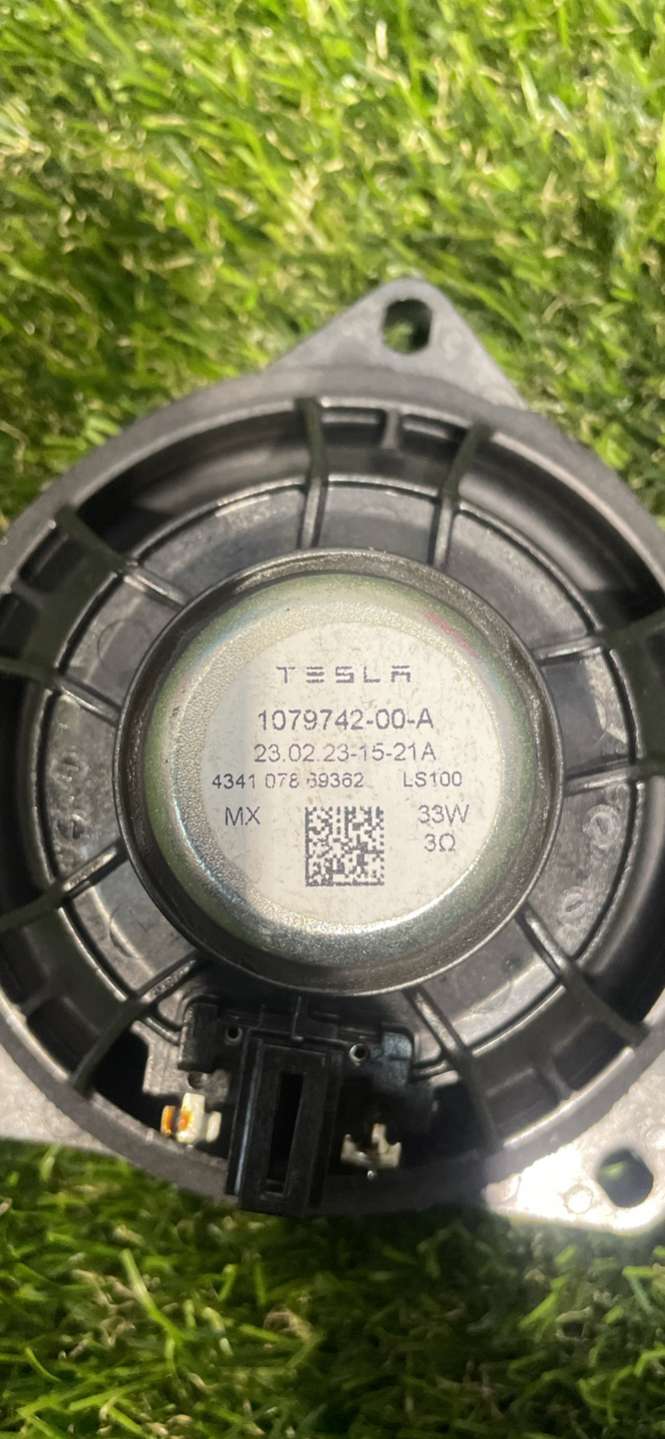 TESLA
1079742-00-A
23.02.23-15-21A
4341 078 69362 LS100
MX 33W
3Ω